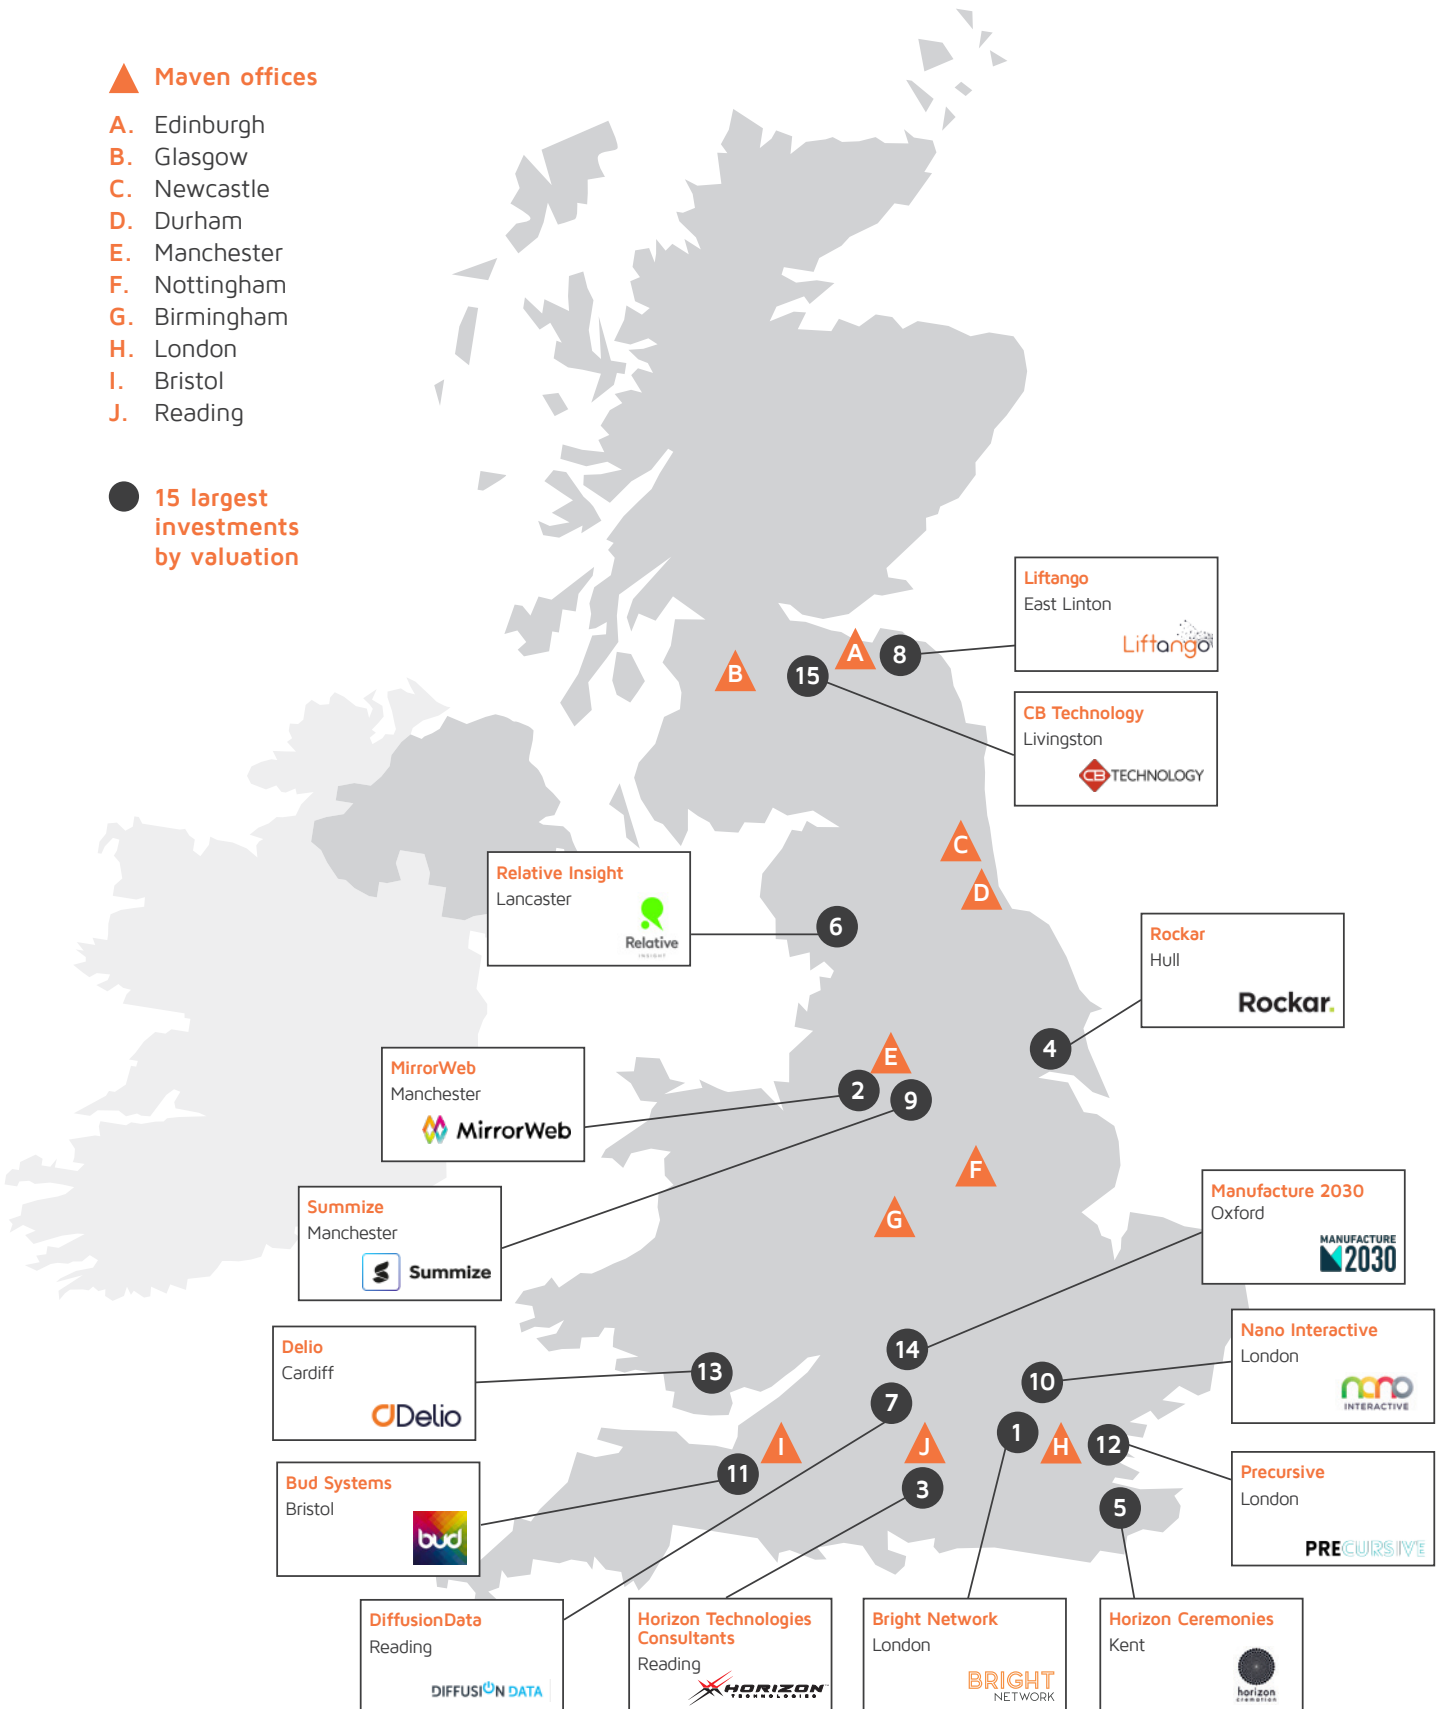 Maven offices
A. Edinburgh
B. Glasgow
C. Newcastle
D. Durham
E. Manchester
F. Nottingham
G. Birmingham
H. London
I. Bristol
J. Reading
15 largest
investments
by valuation
Liftango
East Linton
Liftango
A
8
B
15
CB Technology
Livingston
CB TECHNOLOGY
C
D
Relative Insight
Lancaster
Relative
INSIGHT
6
Rockar
Hull
Rockar.
4
E
2
9
MirrorWeb
Manchester
MirrorWeb
F
G
Summize
Manchester
Summize
Manufacture 2030
Oxford
MANUFACTURE
2030
14
Delio
Cardiff
Delio
13
Nano Interactive
London
nano
INTERACTIVE
10
7
1
H
12
I
J
11
3
5
Bud Systems
Bristol
bud
Precursive
London
PRECURSIVE
DiffusionData
Reading
DIFFUSION DATA
Horizon Technologies
Consultants
Reading
HORIZON
TECHNOLOGIES
Bright Network
London
BRIGHT
NETWORK
Horizon Ceremonies
Kent
horizon
cremation